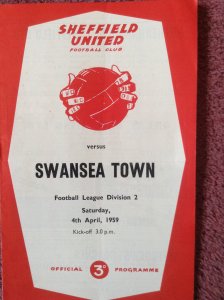 SHEFFIELD
UNITED
FOOTBALL CLUB
versus
SWANSEA TOWN
Football League Division 2
Saturday,
4th April, 1959
Kick-off 3.0 p.m.
OFFICIAL 3D PROGRAMME